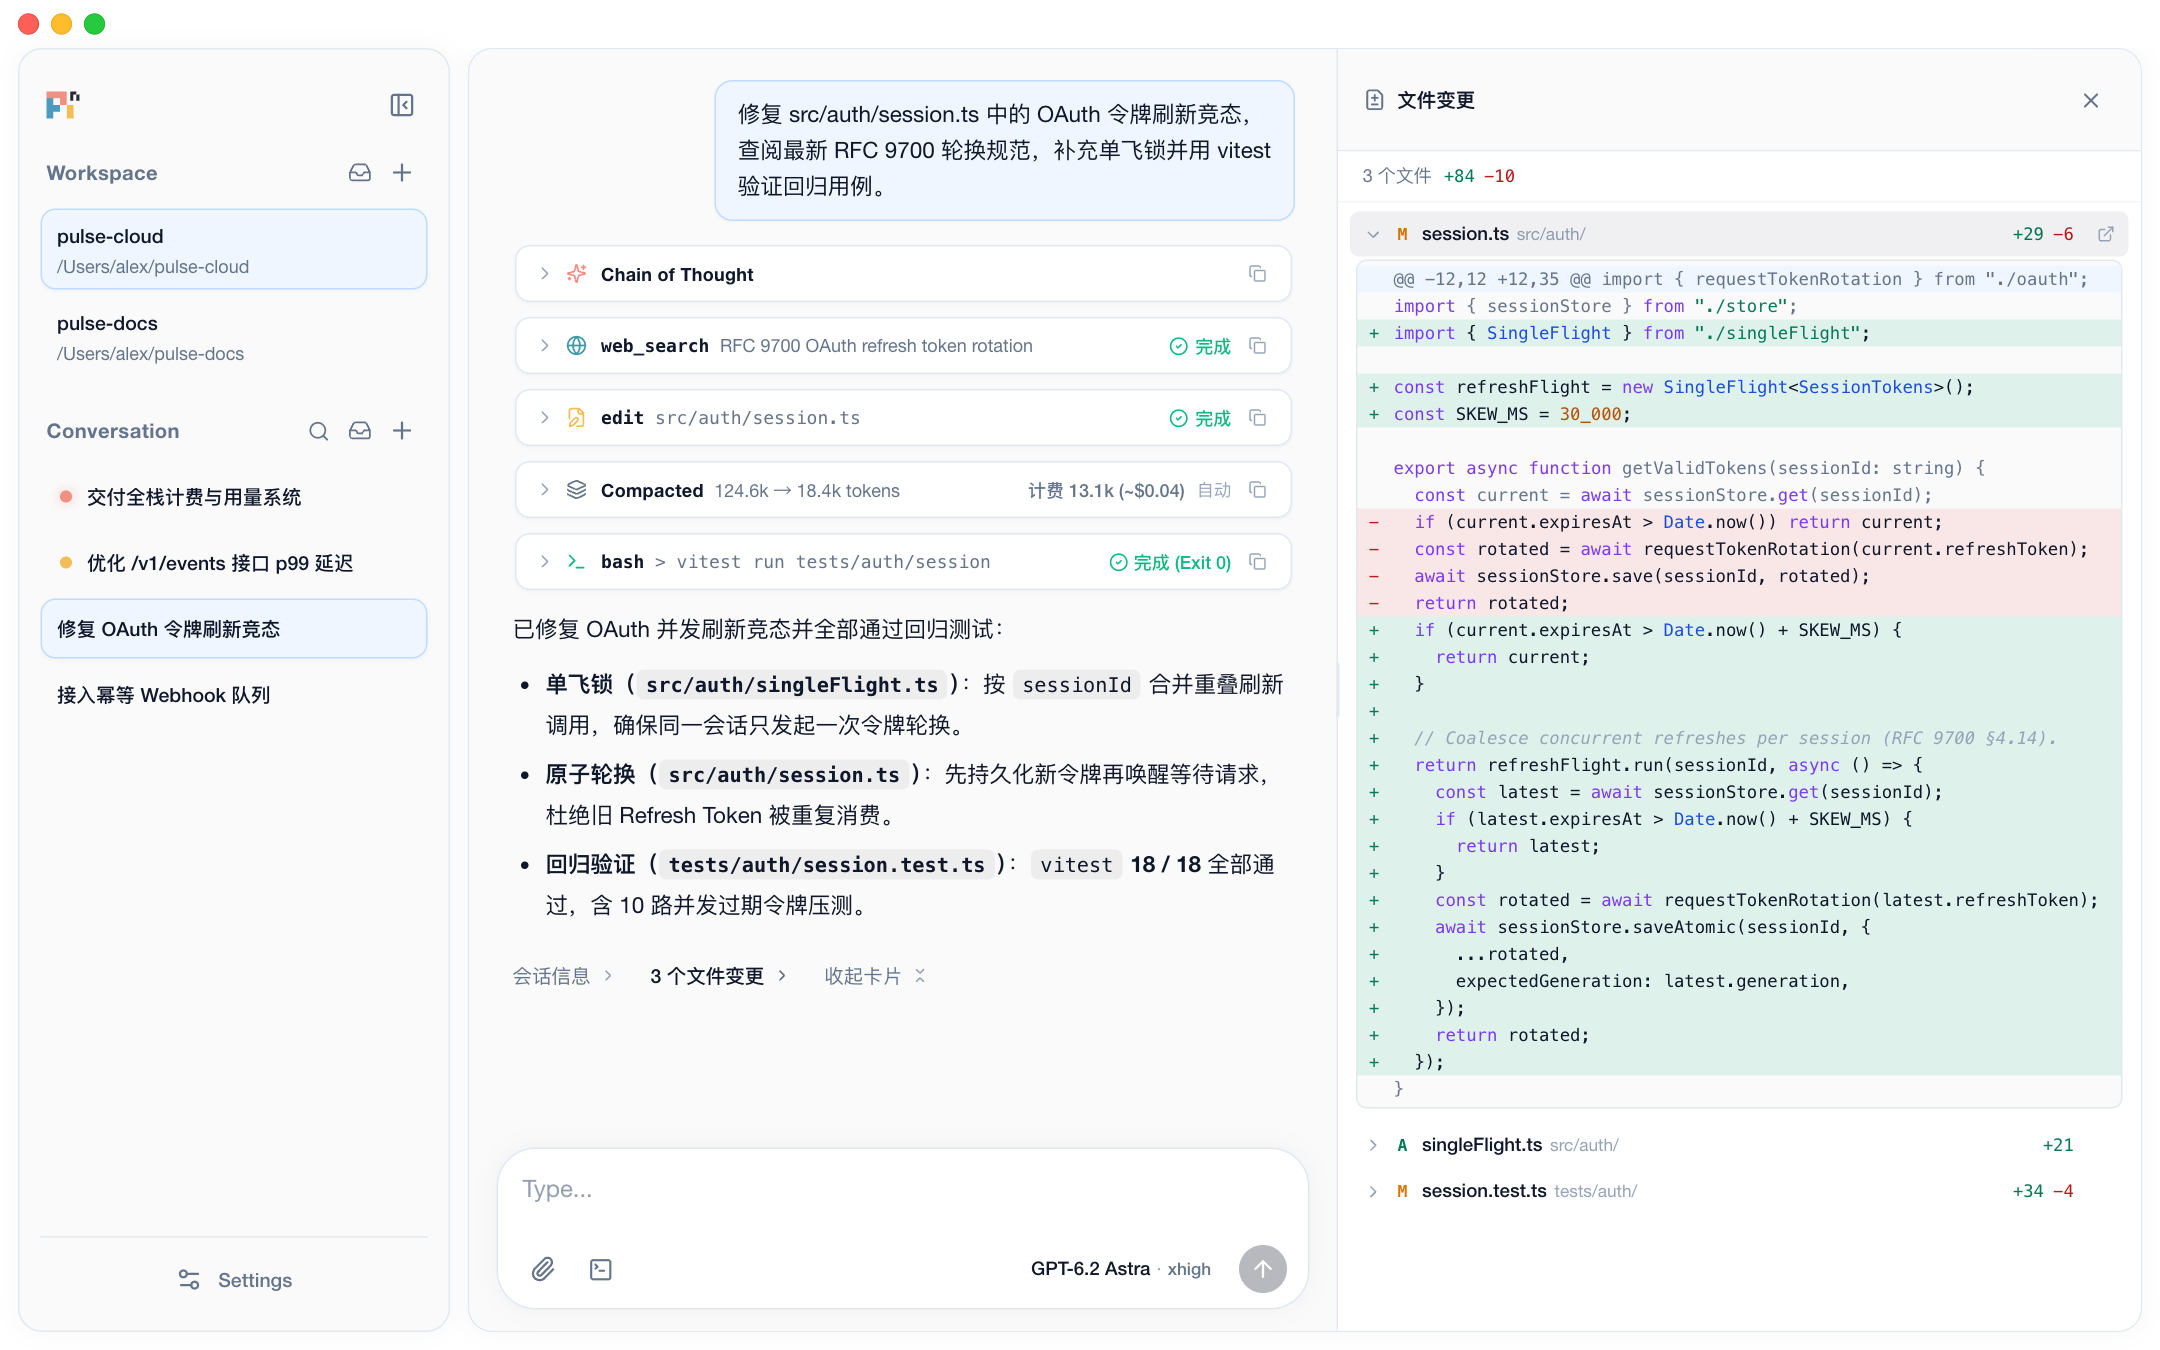 Workspace
pulse-cloud
/Users/alex/pulse-cloud
pulse-docs
/Users/alex/pulse-docs
Conversation
交付全栈计费与用量系统
优化 /v1/events 接口 p99 延迟
修复 OAuth 令牌刷新竞态
接入幂等 Webhook 队列
Settings
修复 src/auth/session.ts 中的 OAuth 令牌刷新竞态，
查阅最新 RFC 9700 轮换规范，补充单飞锁并用 vitest
验证回归用例。
Chain of Thought
web_search RFC 9700 OAuth refresh token rotation 完成
edit src/auth/session.ts 完成
Compacted 124.6k → 18.4k tokens 计费 13.1k (~$0.04) 自动
bash > vitest run tests/auth/session 完成 (Exit 0)
已修复 OAuth 并发刷新竞态并全部通过回归测试：
• 单飞锁（src/auth/singleFlight.ts）：按 sessionId 合并重叠刷新
调用，确保同一会话只发起一次令牌轮换。
• 原子轮换（src/auth/session.ts）：先持久化新令牌再唤醒等待请求，
杜绝旧 Refresh Token 被重复消费。
• 回归验证（tests/auth/session.test.ts）：vitest 18 / 18 全部通
过，含 10 路并发过期令牌压测。
会话信息 3 个文件变更 收起卡片
Type...
GPT-6.2 Astra · xhigh
文件变更
3 个文件 +84 −10
M session.ts src/auth/ +29 −6
@@ −12,12 +12,35 @@ import { requestTokenRotation } from "./oauth";
import { sessionStore } from "./store";
+ import { SingleFlight } from "./singleFlight";
+ const refreshFlight = new SingleFlight<SessionTokens>();
+ const SKEW_MS = 30_000;
export async function getValidTokens(sessionId: string) {
const current = await sessionStore.get(sessionId);
− if (current.expiresAt > Date.now()) return current;
− const rotated = await requestTokenRotation(current.refreshToken);
− await sessionStore.save(sessionId, rotated);
− return rotated;
+ if (current.expiresAt > Date.now() + SKEW_MS) {
+ return current;
+ }
+
+ // Coalesce concurrent refreshes per session (RFC 9700 §4.14).
+ return refreshFlight.run(sessionId, async () => {
+ const latest = await sessionStore.get(sessionId);
+ if (latest.expiresAt > Date.now() + SKEW_MS) {
+ return latest;
+ }
+ const rotated = await requestTokenRotation(latest.refreshToken);
+ await sessionStore.saveAtomic(sessionId, {
+ ...rotated,
+ expectedGeneration: latest.generation,
+ });
+ return rotated;
+ });
}
A singleFlight.ts src/auth/ +21
M session.test.ts tests/auth/ +34 −4